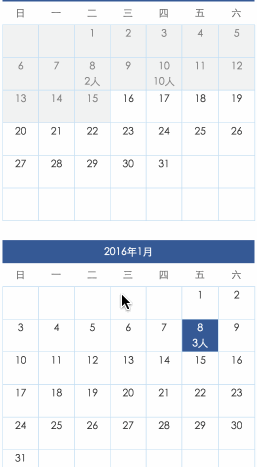 日 一 二 三 四 五 六
1 2 3 4 5
6 7 8 9 10 11 12
2人 10人
13 14 15 16 17 18 19
20 21 22 23 24 25 26
27 28 29 30 31
2016年1月
日 一 二 三 四 五 六
1 2
3 4 5 6 7 8 9
3人
10 11 12 13 14 15 16
17 18 19 20 21 22 23
24 25 26 27 28 29 30
31